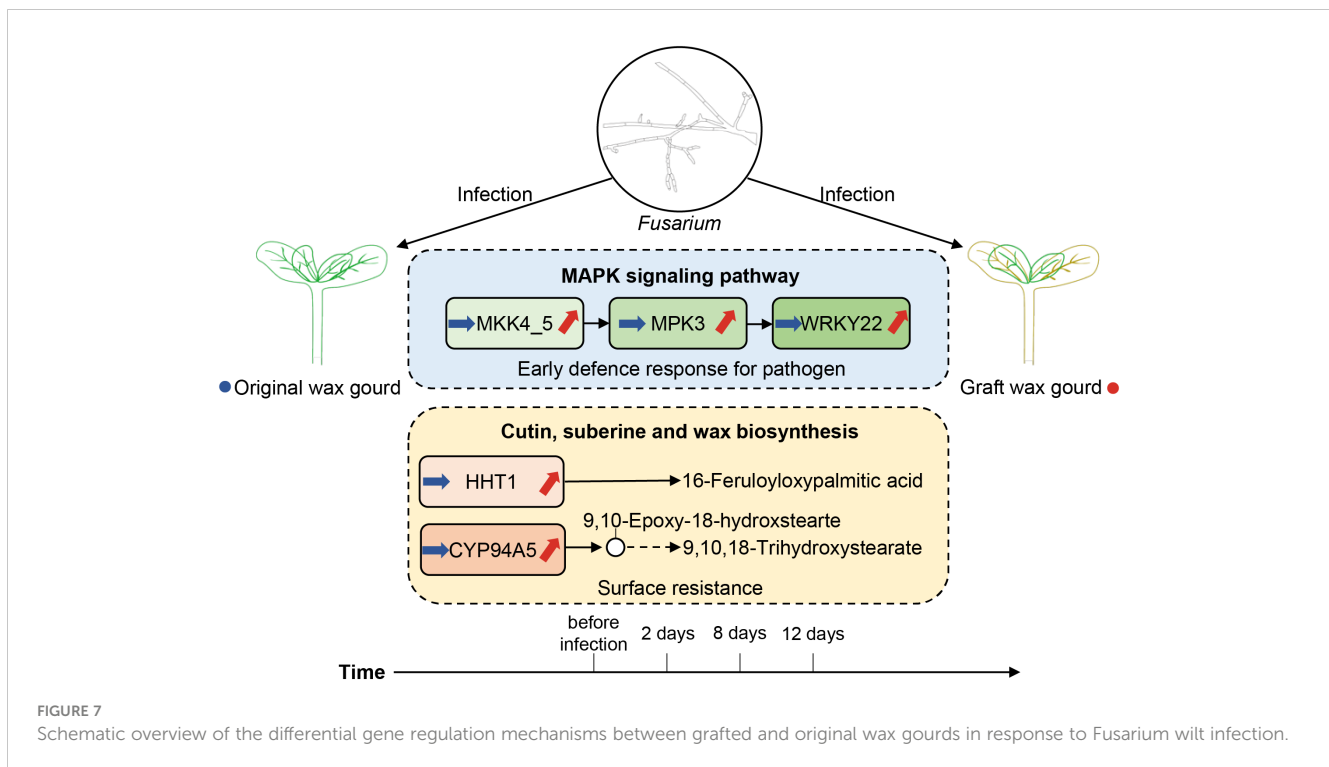 Infection
Infection
Fusarium
MAPK signaling pathway
MKK4_5
MPK3
WRKY22
Early defence response for pathogen
Original wax gourd
Graft wax gourd
Cutin, suberine and wax biosynthesis
HHT1
16-Feruloyloxypalmitic acid
9,10-Epoxy-18-hydroxstearte
CYP94A5
9,10,18-Trihydroxystearate
Surface resistance
before
infection
2 days
8 days
12 days
Time
FIGURE 7
Schematic overview of the differential gene regulation mechanisms between grafted and original wax gourds in response to Fusarium wilt infection.